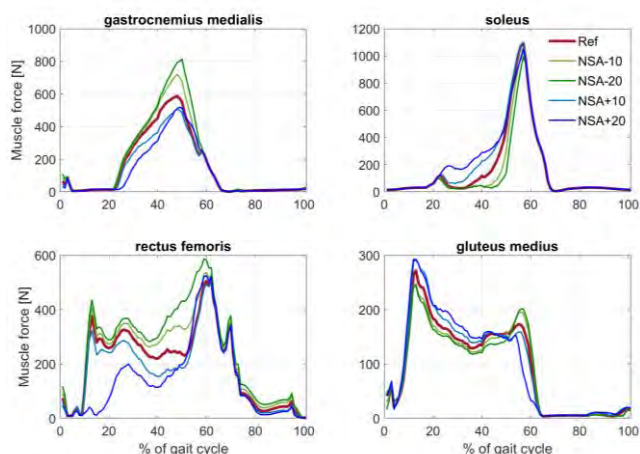 gastrocnemius medialis
1000
800
600
400
200
0
Muscle force [N]
0 20 40 60 80 100
soleus
1200
1000
800
600
400
200
0
0 20 40 60 80 100
Ref
NSA-10
NSA-20
NSA+10
NSA+20
rectus femoris
600
400
200
0
Muscle force [N]
0 20 40 60 80 100
% of gait cycle
gluteus medius
300
200
100
0
0 20 40 60 80 100
% of gait cycle